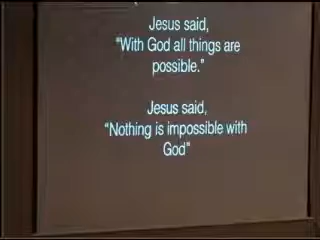 Jesus said,
"With God all things are
possible."
Jesus said,
"Nothing is impossible with
God"